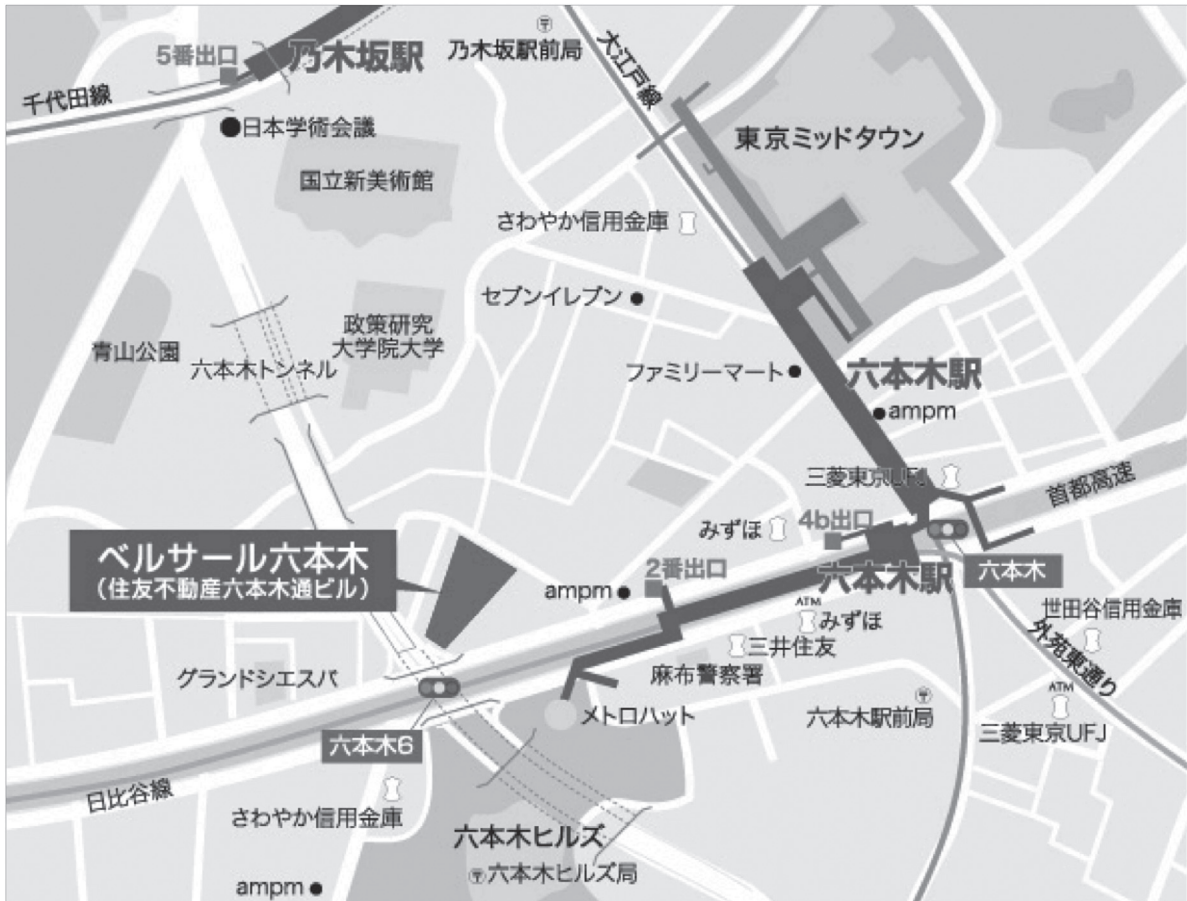 5番出口
乃木坂駅
乃木坂駅前局
大江戸線
千代田線
日本学術会議
国立新美術館
東京ミッドタウン
さわやか信用金庫
セブンイレブン
青山公園
六本木トンネル
政策研究
大学院大学
ファミリーマート
六本木駅
ampm
三菱東京UFJ
首都高速
みずほ
4b出口
ベルサール六本木
(住友不動産六本木通ビル)
ampm
2番出口
六本木駅
六本木
ATM
みずほ
世田谷信用金庫
三井住友
外苑東通り
グランドシエスパ
麻布警察署
メトロハット
六本木駅前局
ATM
三菱東京UFJ
六本木6
日比谷線
さわやか信用金庫
六本木ヒルズ
六本木ヒルズ局
ampm